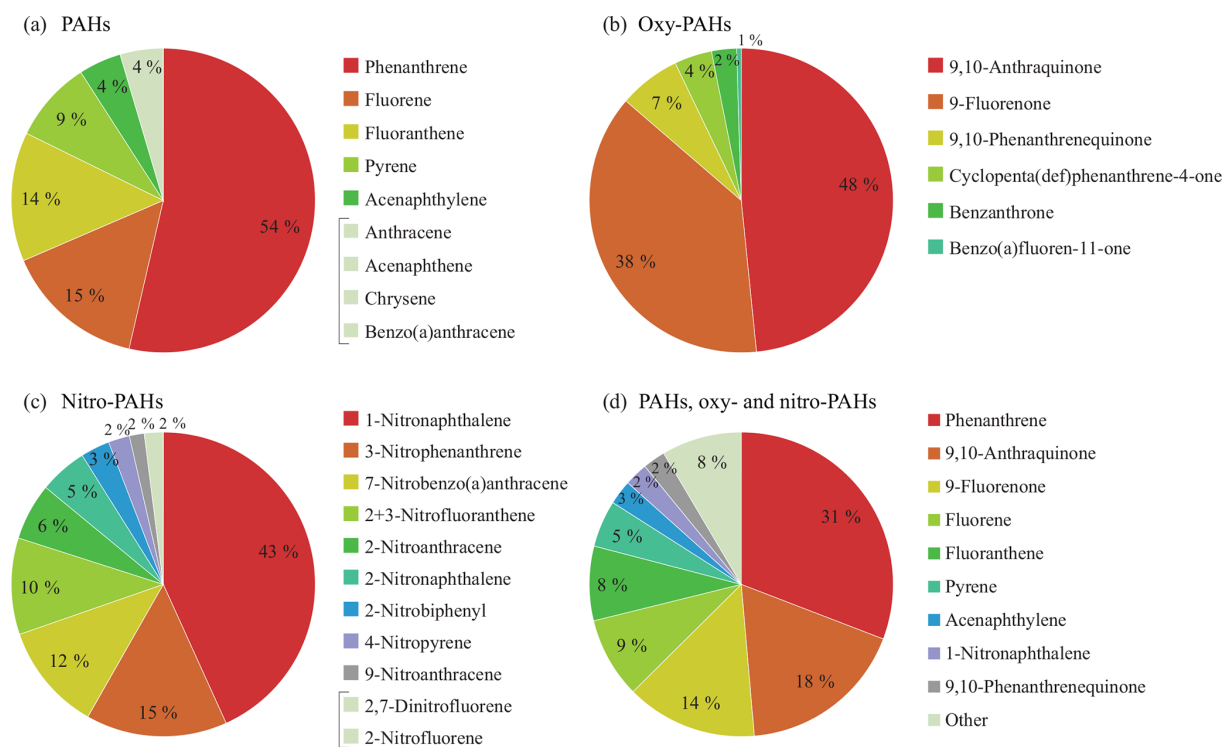 (a) PAHs
4 %
4 %
9 %
14 %
15 %
54 %
Phenanthrene
Fluorene
Fluoranthene
Pyrene
Acenaphthylene
Anthracene
Acenaphthene
Chrysene
Benzo(a)anthracene
(b) Oxy-PAHs
1 %
2 %
4 %
7 %
48 %
38 %
9,10-Anthraquinone
9-Fluorenone
9,10-Phenanthrenequinone
Cyclopenta(def)phenanthrene-4-one
Benzanthrone
Benzo(a)fluoren-11-one
(c) Nitro-PAHs
2 % 2 % 2 %
3 %
5 %
6 %
43 %
10 %
12 %
15 %
1-Nitronaphthalene
3-Nitrophenanthrene
7-Nitrobenzo(a)anthracene
2+3-Nitrofluoranthene
2-Nitroanthracene
2-Nitronaphthalene
2-Nitrobiphenyl
4-Nitropyrene
9-Nitroanthracene
2,7-Dinitrofluorene
2-Nitrofluorene
(d) PAHs, oxy- and nitro-PAHs
8 %
2 %
2 %
3 %
31 %
5 %
8 %
9 %
18 %
14 %
Phenanthrene
9,10-Anthraquinone
9-Fluorenone
Fluorene
Fluoranthene
Pyrene
Acenaphthylene
1-Nitronaphthalene
9,10-Phenanthrenequinone
Other